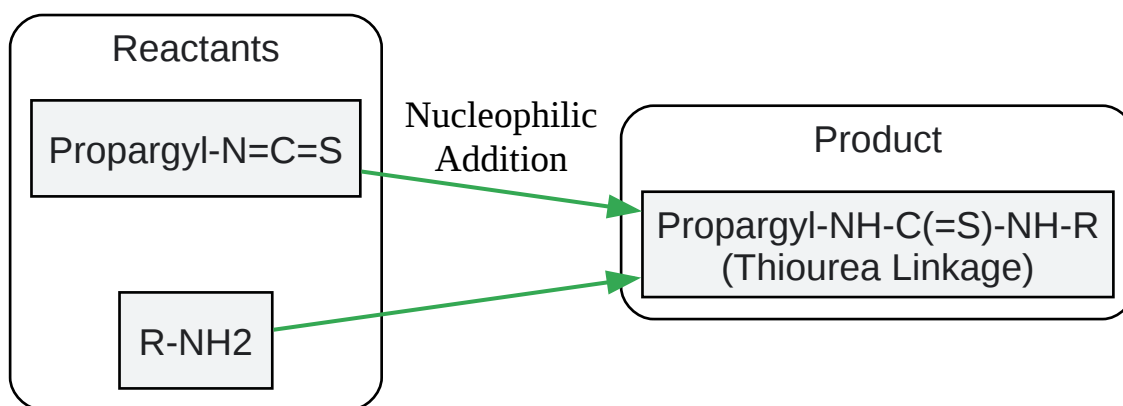 Reactants
Propargyl-N=C=S
R-NH2
Nucleophilic
Addition
Product
Propargyl-NH-C(=S)-NH-R
(Thiourea Linkage)